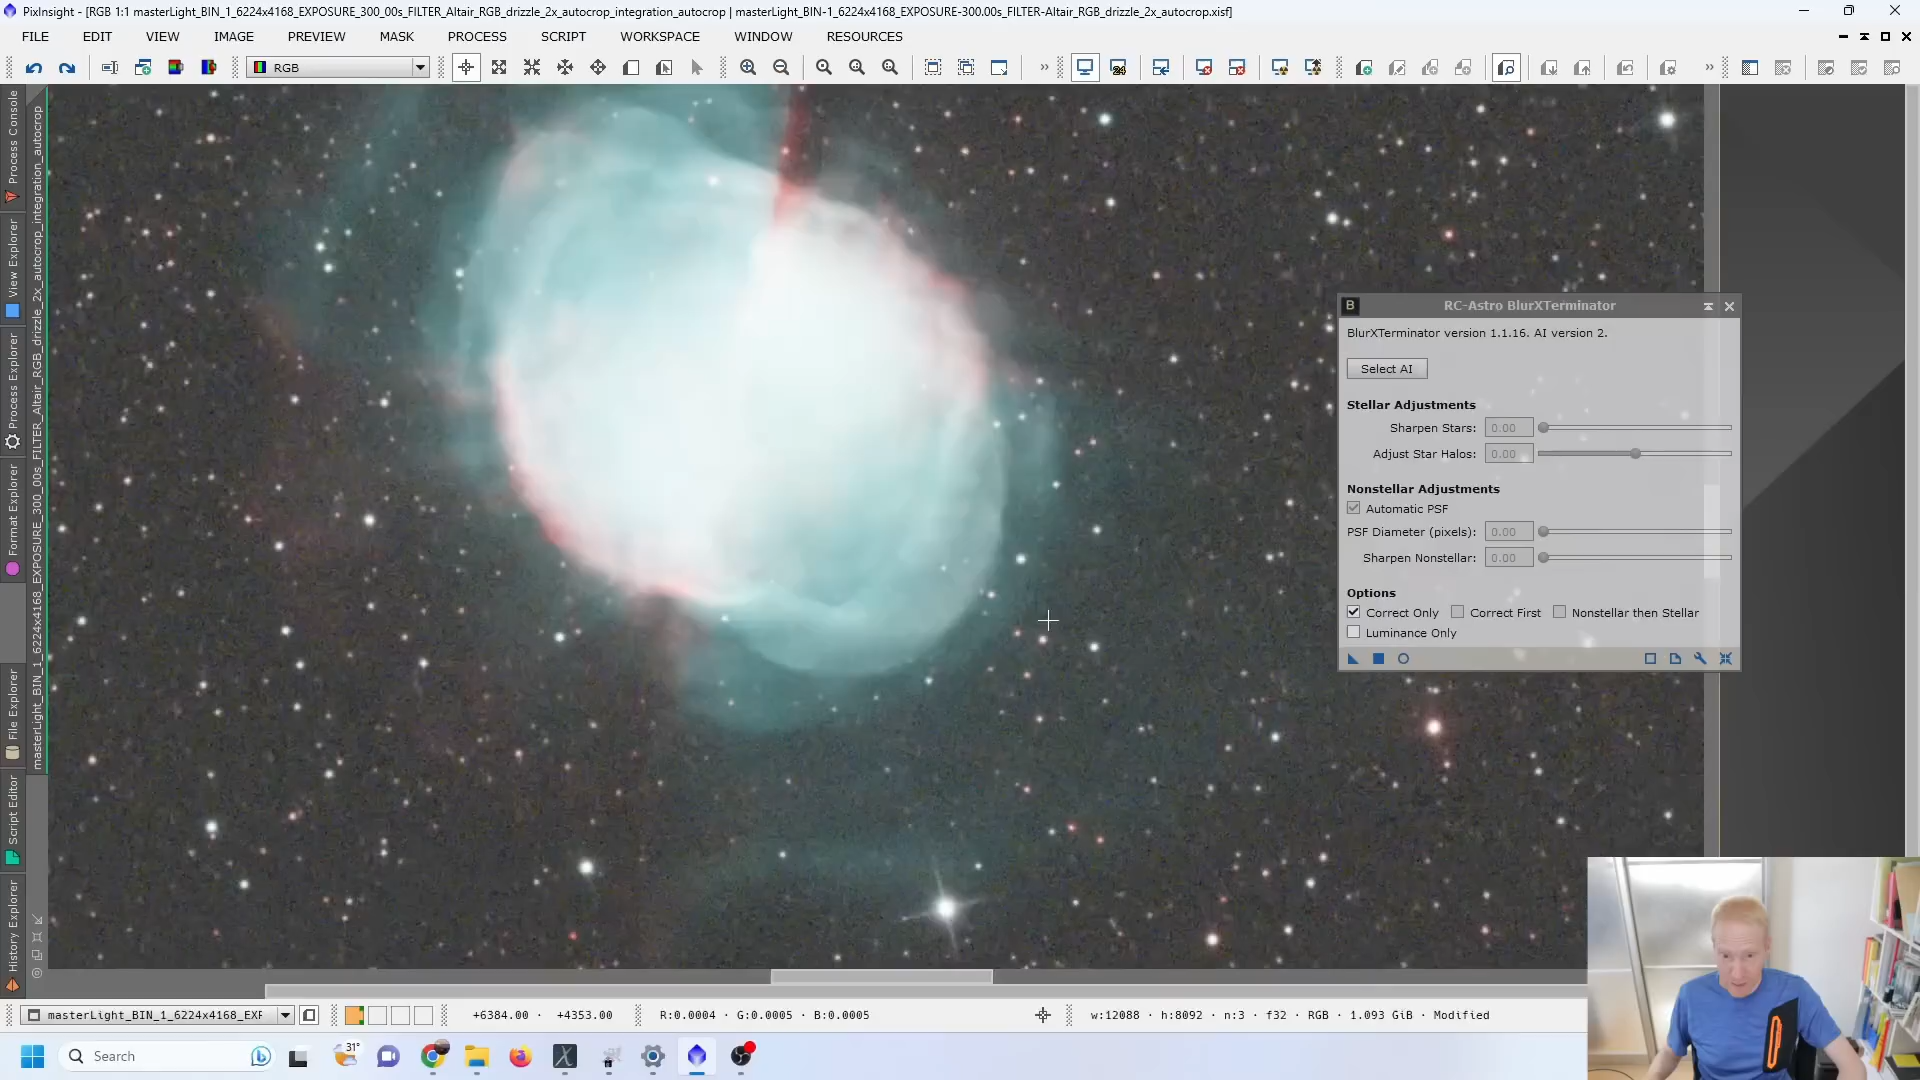 PixInsight - [RGB 1:1 masterLight_BIN_1_6224x4168_EXPOSURE_300_00s_FILTER_Altair_RGB_drizzle_2x_autocrop_integration_autocrop | masterLight_BIN-1_6224x4168_EXPOSURE-300.00s_FILTER-Altair_RGB_drizzle_2x_autocrop.xisf]
FILE EDIT VIEW IMAGE PREVIEW MASK PROCESS SCRIPT WORKSPACE WINDOW RESOURCES
RGB
Process Console
View Explorer
Process Explorer
Format Explorer
File Explorer
Script Editor
History Explorer
masterLight_BIN_1_6224x4168_EXPOSURE_300_00s_FILTER_Altair_RGB_drizzle_2x_autocrop_integration_autocrop
RC-Astro BlurXTerminator
BlurXTerminator version 1.1.16. AI version 2.
Select AI
Stellar Adjustments
Sharpen Stars: 0.00
Adjust Star Halos: 0.00
Nonstellar Adjustments
Automatic PSF
PSF Diameter (pixels): 0.00
Sharpen Nonstellar: 0.00
Options
Correct Only Correct First Nonstellar then Stellar
Luminance Only
masterLight_BIN_1_6224x4168_EXF +6384.00 · +4353.00 R:0.0004 · G:0.0005 · B:0.0005 w:12088 · h:8092 · n:3 · f32 · RGB · 1.093 GiB · Modified
Search 31°